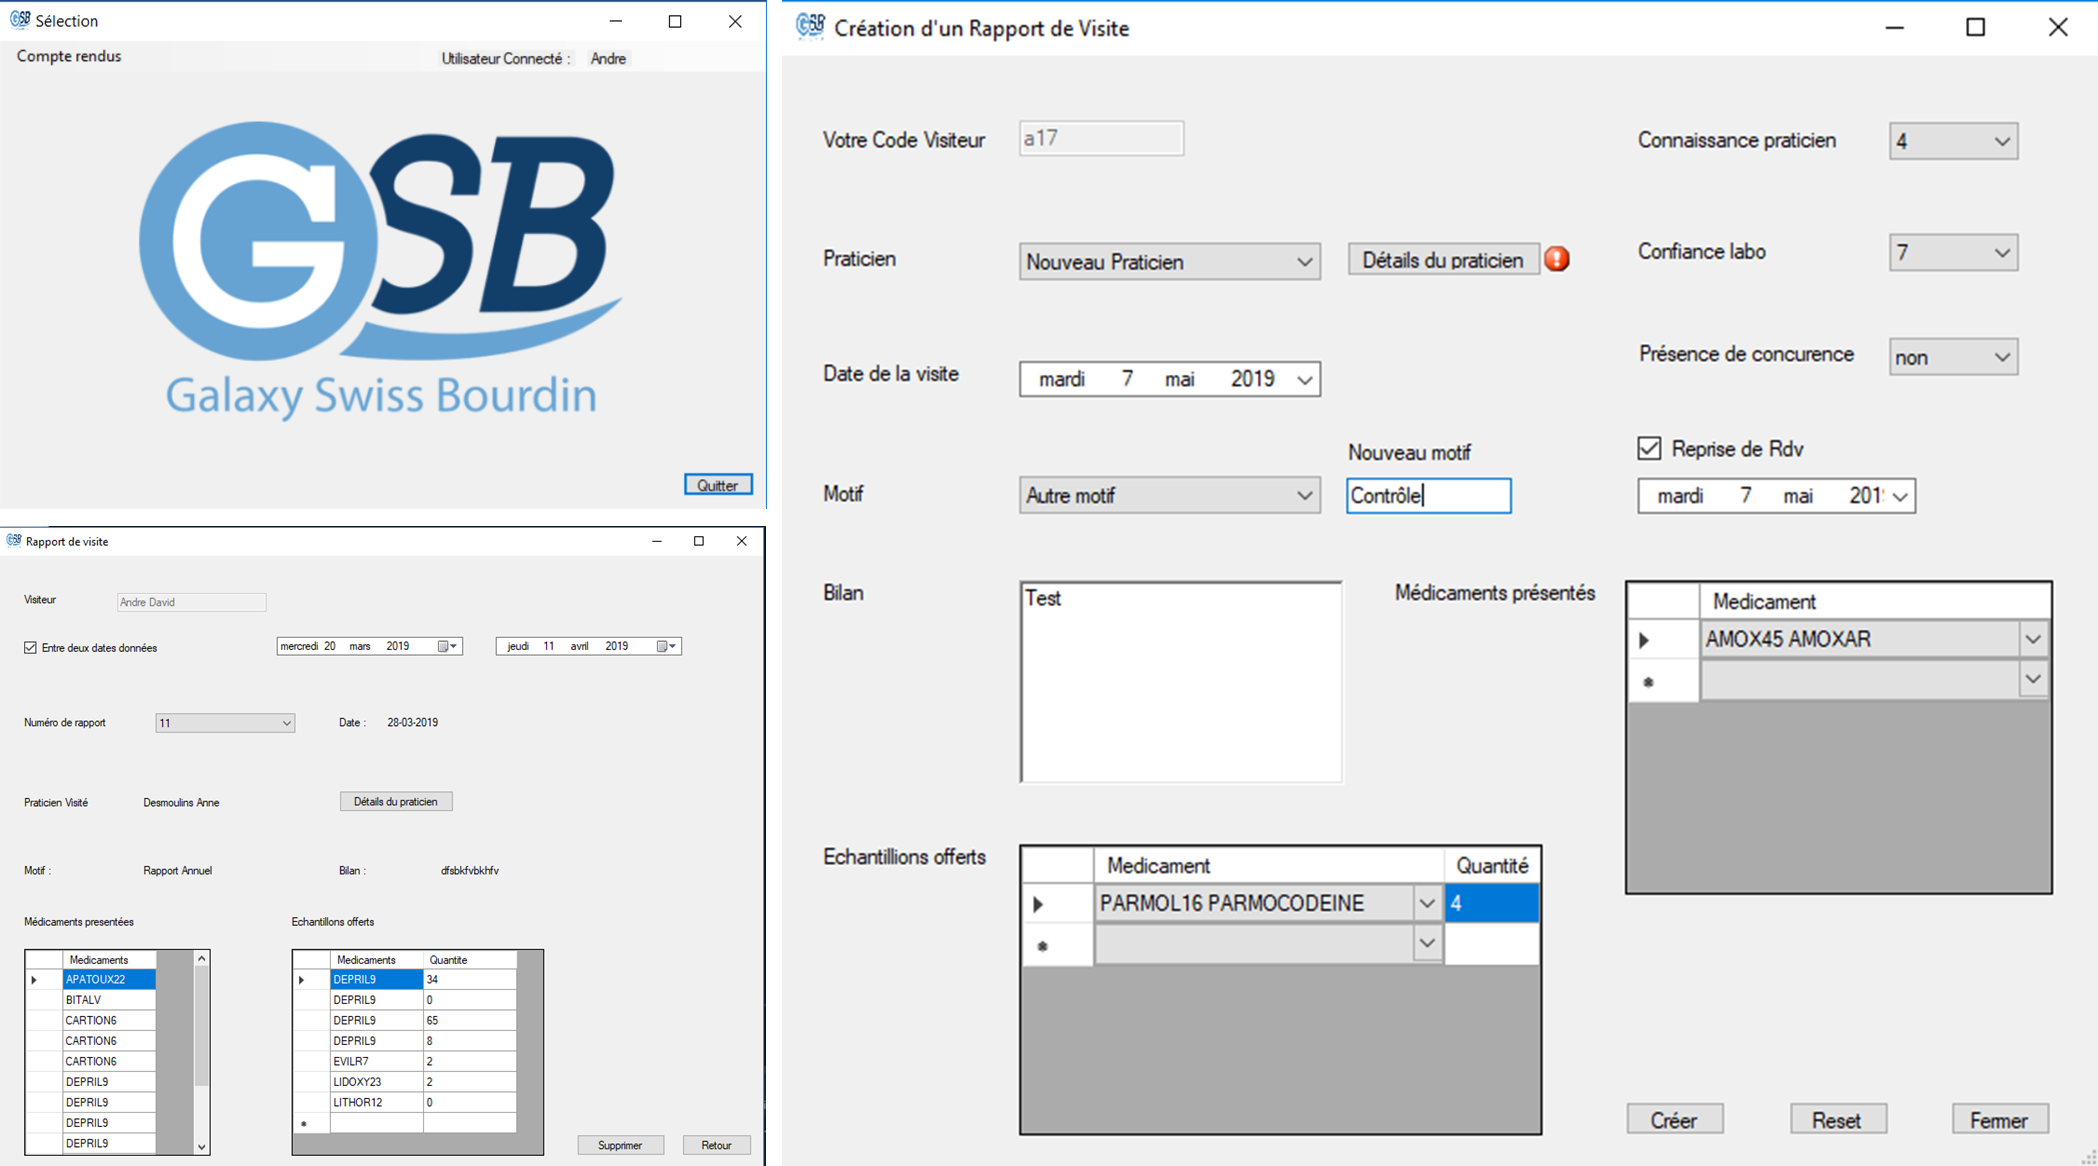 GSB Sélection
Compte rendus
Utilisateur Connecté : Andre
GSB
Galaxy Swiss Bourdin
Quitter
GSB Rapport de visite
Visiteur Andre David
Entre deux dates données mercredi 20 mars 2019 jeudi 11 avril 2019
Numéro de rapport 11 Date : 28-03-2019
Praticien Visité Desmoulins Anne Détails du praticien
Motif : Rapport Annuel Bilan : dfsbkfvbkhfv
Médicaments presentées
Medicaments
APATOUX22
BITALV
CARTION6
CARTION6
CARTION6
DEPRIL9
DEPRIL9
DEPRIL9
DEPRIL9
Echantillons offerts
Medicaments Quantite
DEPRIL9 34
DEPRIL9 0
DEPRIL9 65
DEPRIL9 8
EVILR7 2
LIDOXY23 2
LITHOR12 0
Supprimer Retour
GSB Création d'un Rapport de Visite
Votre Code Visiteur a17
Connaissance praticien 4
Praticien Nouveau Praticien Détails du praticien
Confiance labo 7
Date de la visite mardi 7 mai 2019
Présence de concurence non
Nouveau motif
Motif Autre motif Contrôle
Reprise de Rdv
mardi 7 mai 201
Bilan Test
Médicaments présentés
Medicament
AMOX45 AMOXAR
Echantillions offerts
Medicament Quantité
PARMOL16 PARMOCODEINE 4
Créer Reset Fermer